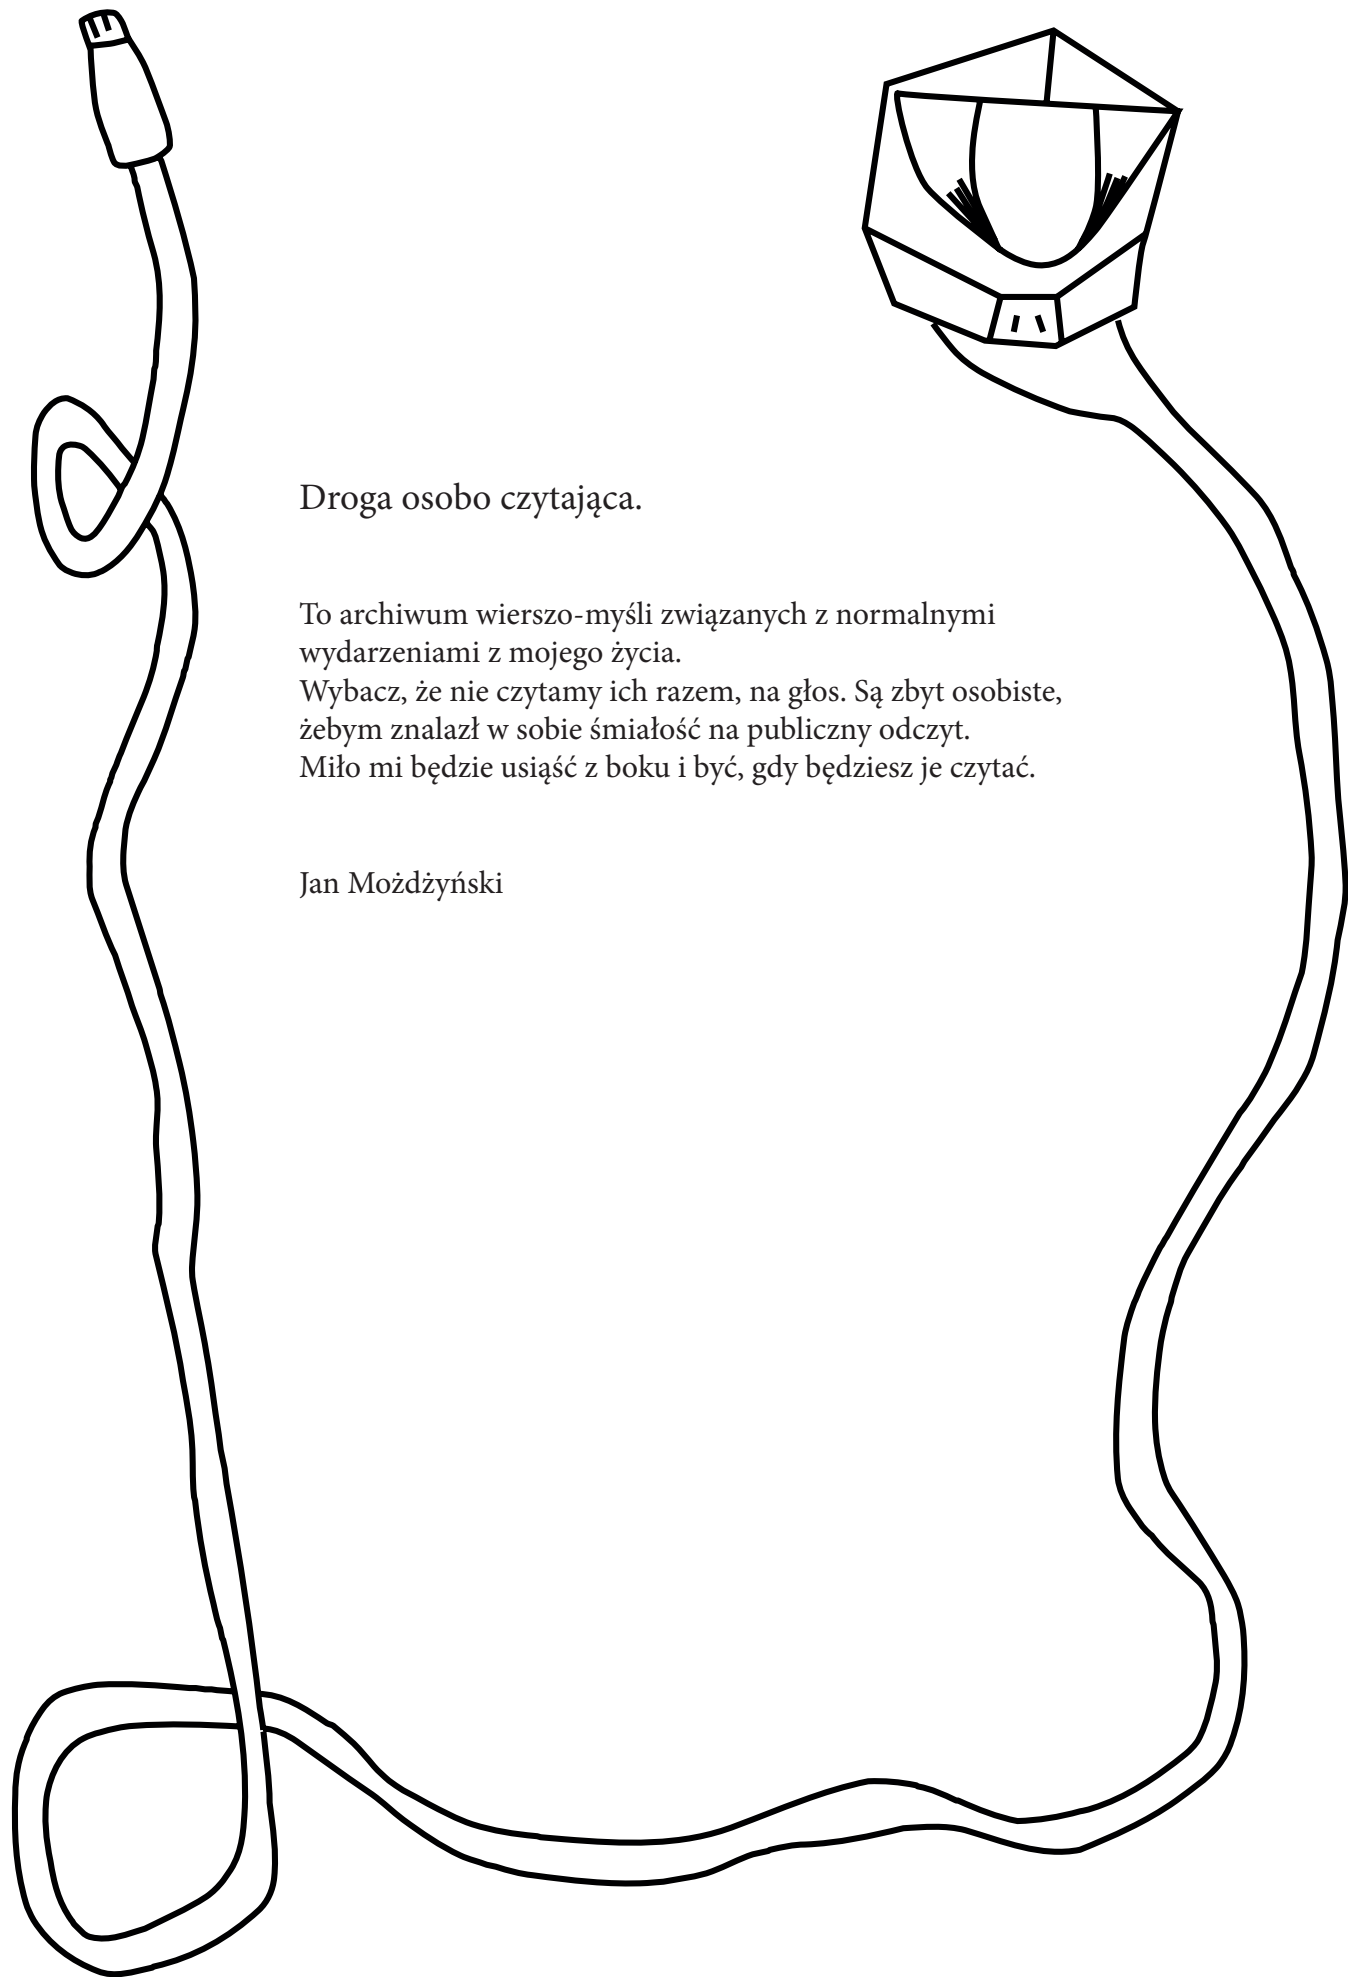 Droga osobo czytająca.
To archiwum wierszo-myśli związanych z normalnymi
wydarzeniami z mojego życia.
Wybacz, że nie czytamy ich razem, na głos. Są zbyt osobiste,
żebym znalazł w sobie śmiałość na publiczny odczyt.
Miło mi będzie usiąść z boku i być, gdy będziesz je czytać.
Jan Możdżyński